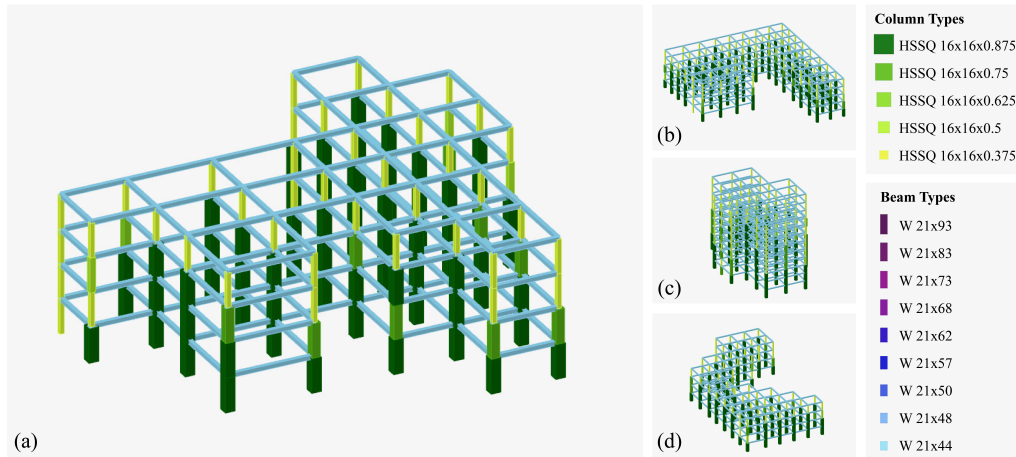 (a)
(b)
(c)
(d)
Column Types
HSSQ 16x16x0.875
HSSQ 16x16x0.75
HSSQ 16x16x0.625
HSSQ 16x16x0.5
HSSQ 16x16x0.375
Beam Types
W 21x93
W 21x83
W 21x73
W 21x68
W 21x62
W 21x57
W 21x50
W 21x48
W 21x44